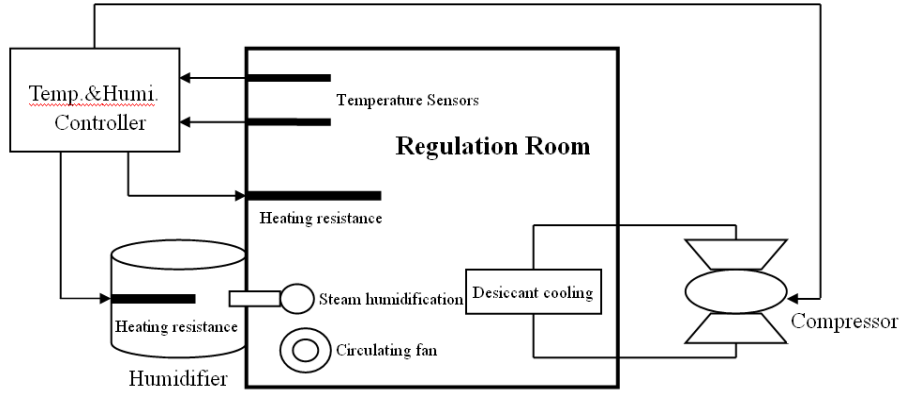 Temp.&Humi.
Controller
Temperature Sensors
Regulation Room
Heating resistance
Steam humidification
Desiccant cooling
Heating resistance
Compressor
Circulating fan
Humidifier